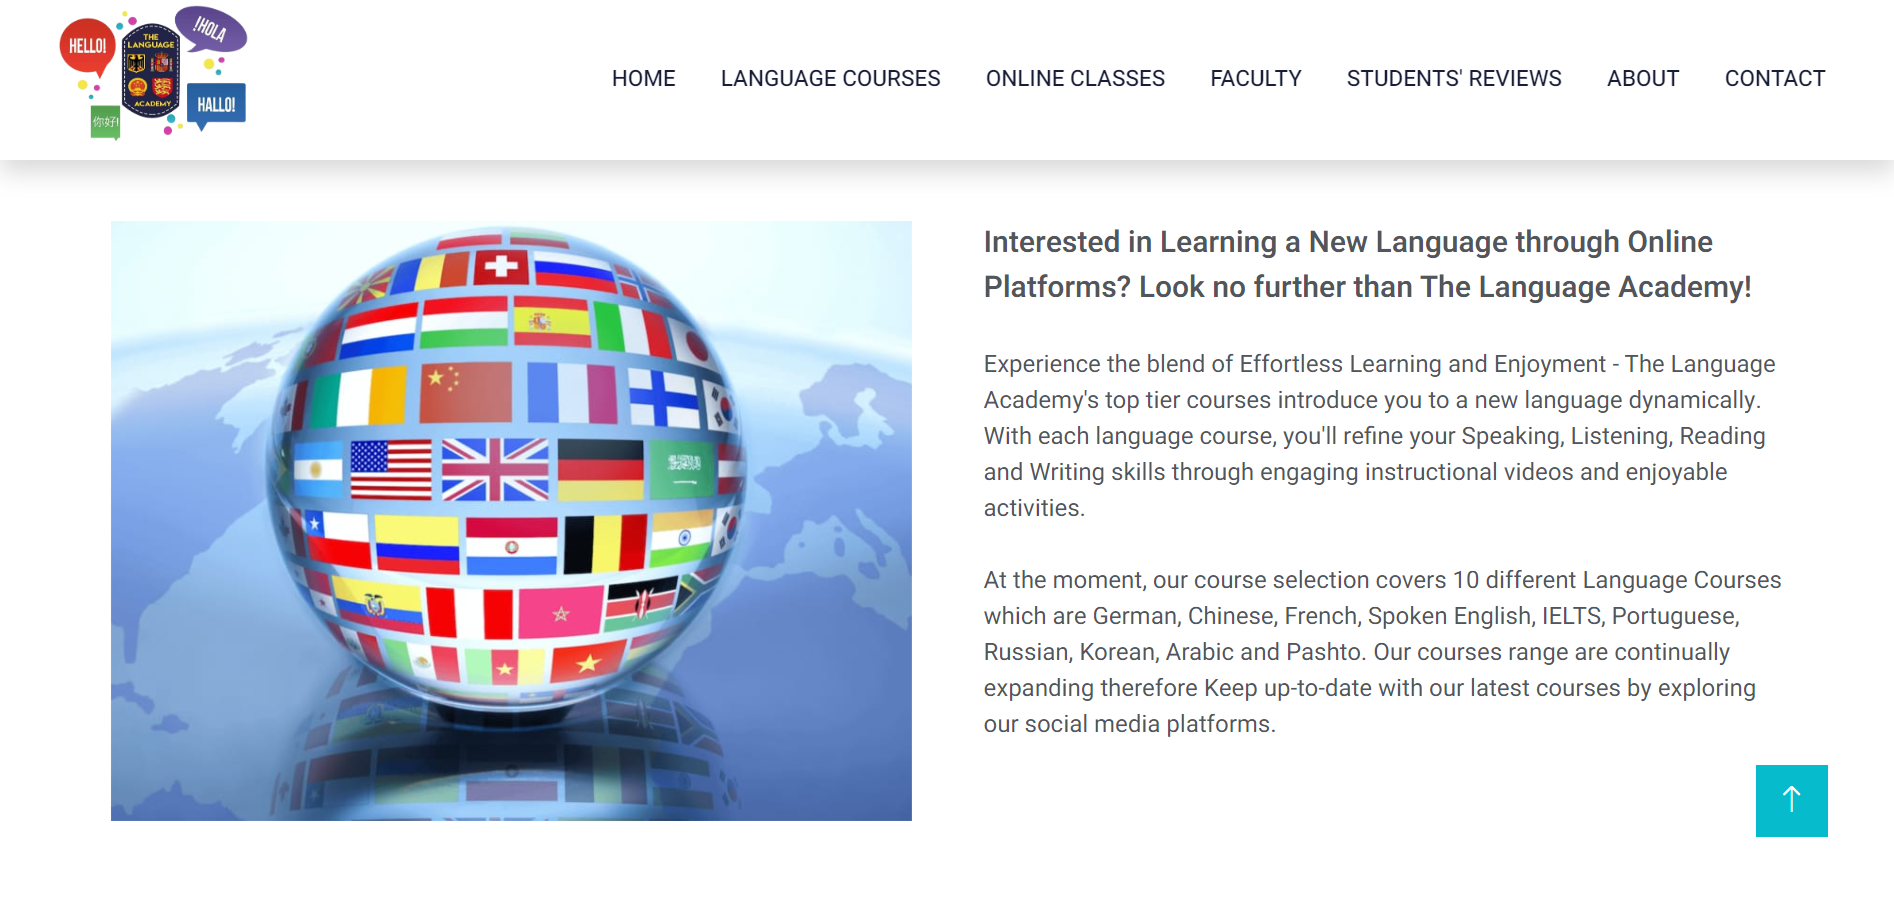 HELLO!
THE
LANGUAGE
ACADEMY
¡HOLA
HALLO!
你好!
HOME LANGUAGE COURSES ONLINE CLASSES FACULTY STUDENTS' REVIEWS ABOUT CONTACT
Interested in Learning a New Language through Online
Platforms? Look no further than The Language Academy!
Experience the blend of Effortless Learning and Enjoyment - The Language
Academy's top tier courses introduce you to a new language dynamically.
With each language course, you'll refine your Speaking, Listening, Reading
and Writing skills through engaging instructional videos and enjoyable
activities.
At the moment, our course selection covers 10 different Language Courses
which are German, Chinese, French, Spoken English, IELTS, Portuguese,
Russian, Korean, Arabic and Pashto. Our courses range are continually
expanding therefore Keep up-to-date with our latest courses by exploring
our social media platforms.